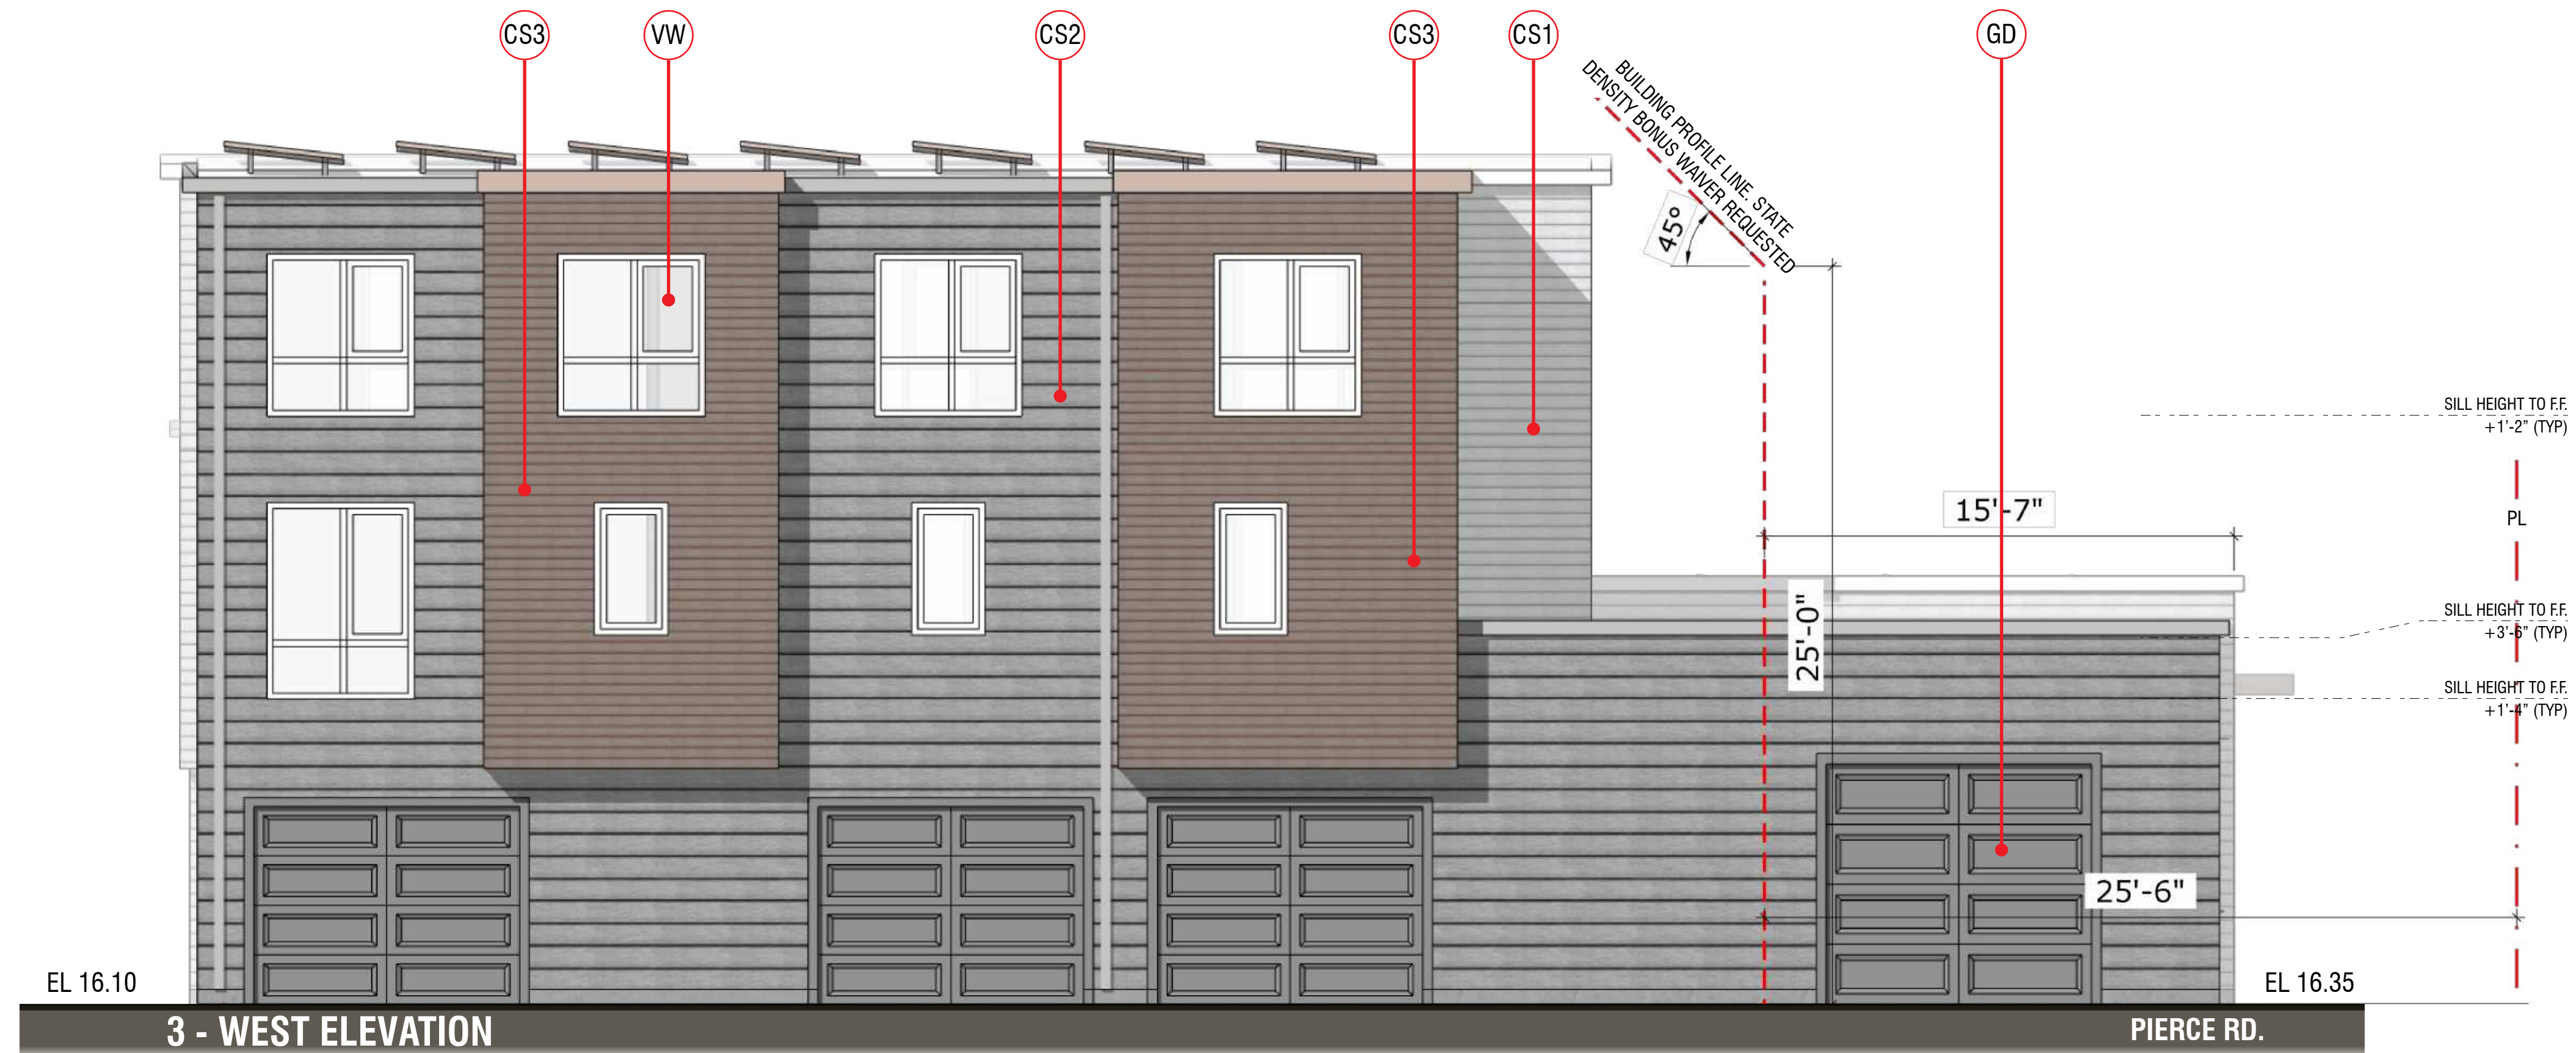 CS3
VW
CS2
CS3
CS1
GD
BUILDING PROFILE LINE. STATE
DENSITY BONUS WAIVER REQUESTED
45°
SILL HEIGHT TO F.F.
+1'-2" (TYP)
15'-7"
PL
25'-0"
SILL HEIGHT TO F.F.
+3'-6" (TYP)
SILL HEIGHT TO F.F.
+1'-4" (TYP)
25'-6"
EL 16.10
EL 16.35
3 - WEST ELEVATION
PIERCE RD.